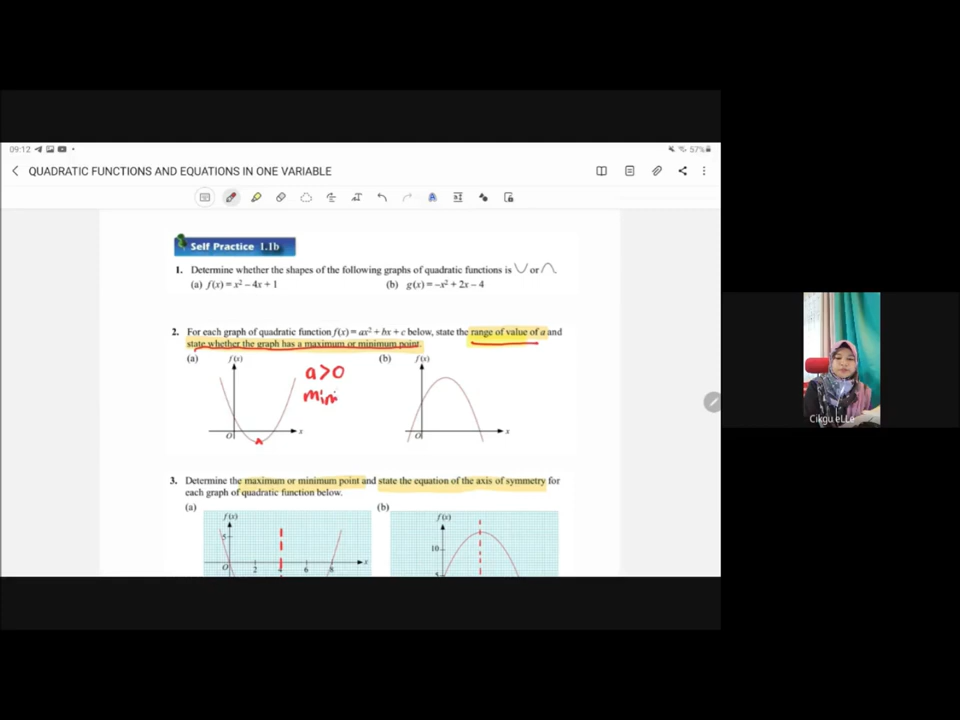 09:12
57%
QUADRATIC FUNCTIONS AND EQUATIONS IN ONE VARIABLE
Self Practice 1.1b
1. Determine whether the shapes of the following graphs of quadratic functions is or
(a) f(x) = x² – 4x + 1
(b) g(x) = –x² + 2x – 4
2. For each graph of quadratic function f(x) = ax² + bx + c below, state the range of value of a and
state whether the graph has a maximum or minimum point.
(a)
f(x)
O
x
a>0
mini
(b)
f(x)
O
x
3. Determine the maximum or minimum point and state the equation of the axis of symmetry for
each graph of quadratic function below.
(a)
f(x)
5
O
2
4
6
8
x
(b)
f(x)
10
5
Cikgu eLLe